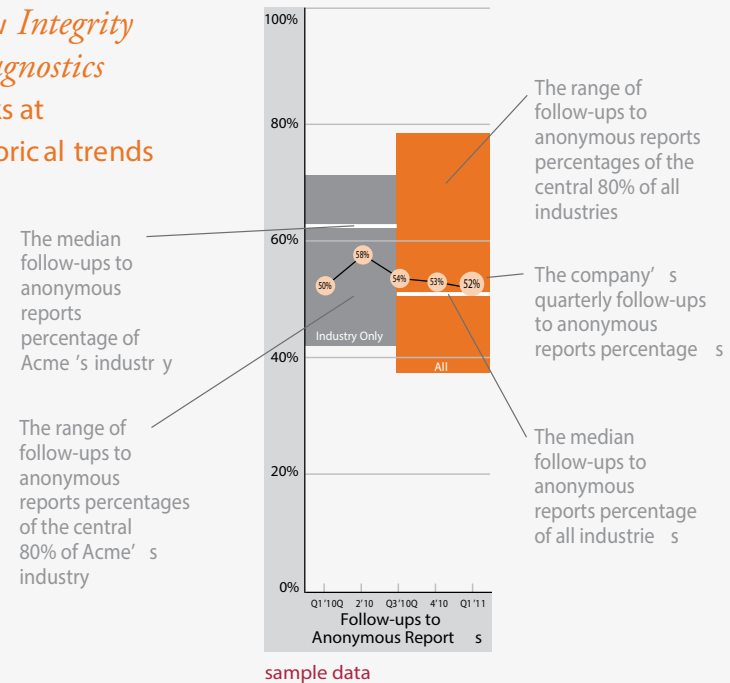 Integrity
agnostics
s at
oric al trends
100%
80%
60%
40%
20%
0%
50%
58%
54%
53%
52%
Industry Only
All
Q1 '10Q 2'10 Q3'10Q 4'10 Q1 '11
Follow-ups to
Anonymous Report s
sample data
The median
follow-ups to
anonymous
reports
percentage of
Acme 's industr y
The range of
follow-ups to
anonymous
reports percentages
of the central
80% of Acme' s
industry
The range of
follow-ups to
anonymous reports
percentages of the
central 80% of all
industries
The company' s
quarterly follow-ups
to anonymous
reports percentage s
The median
follow-ups to
anonymous
reports percentage
of all industrie s